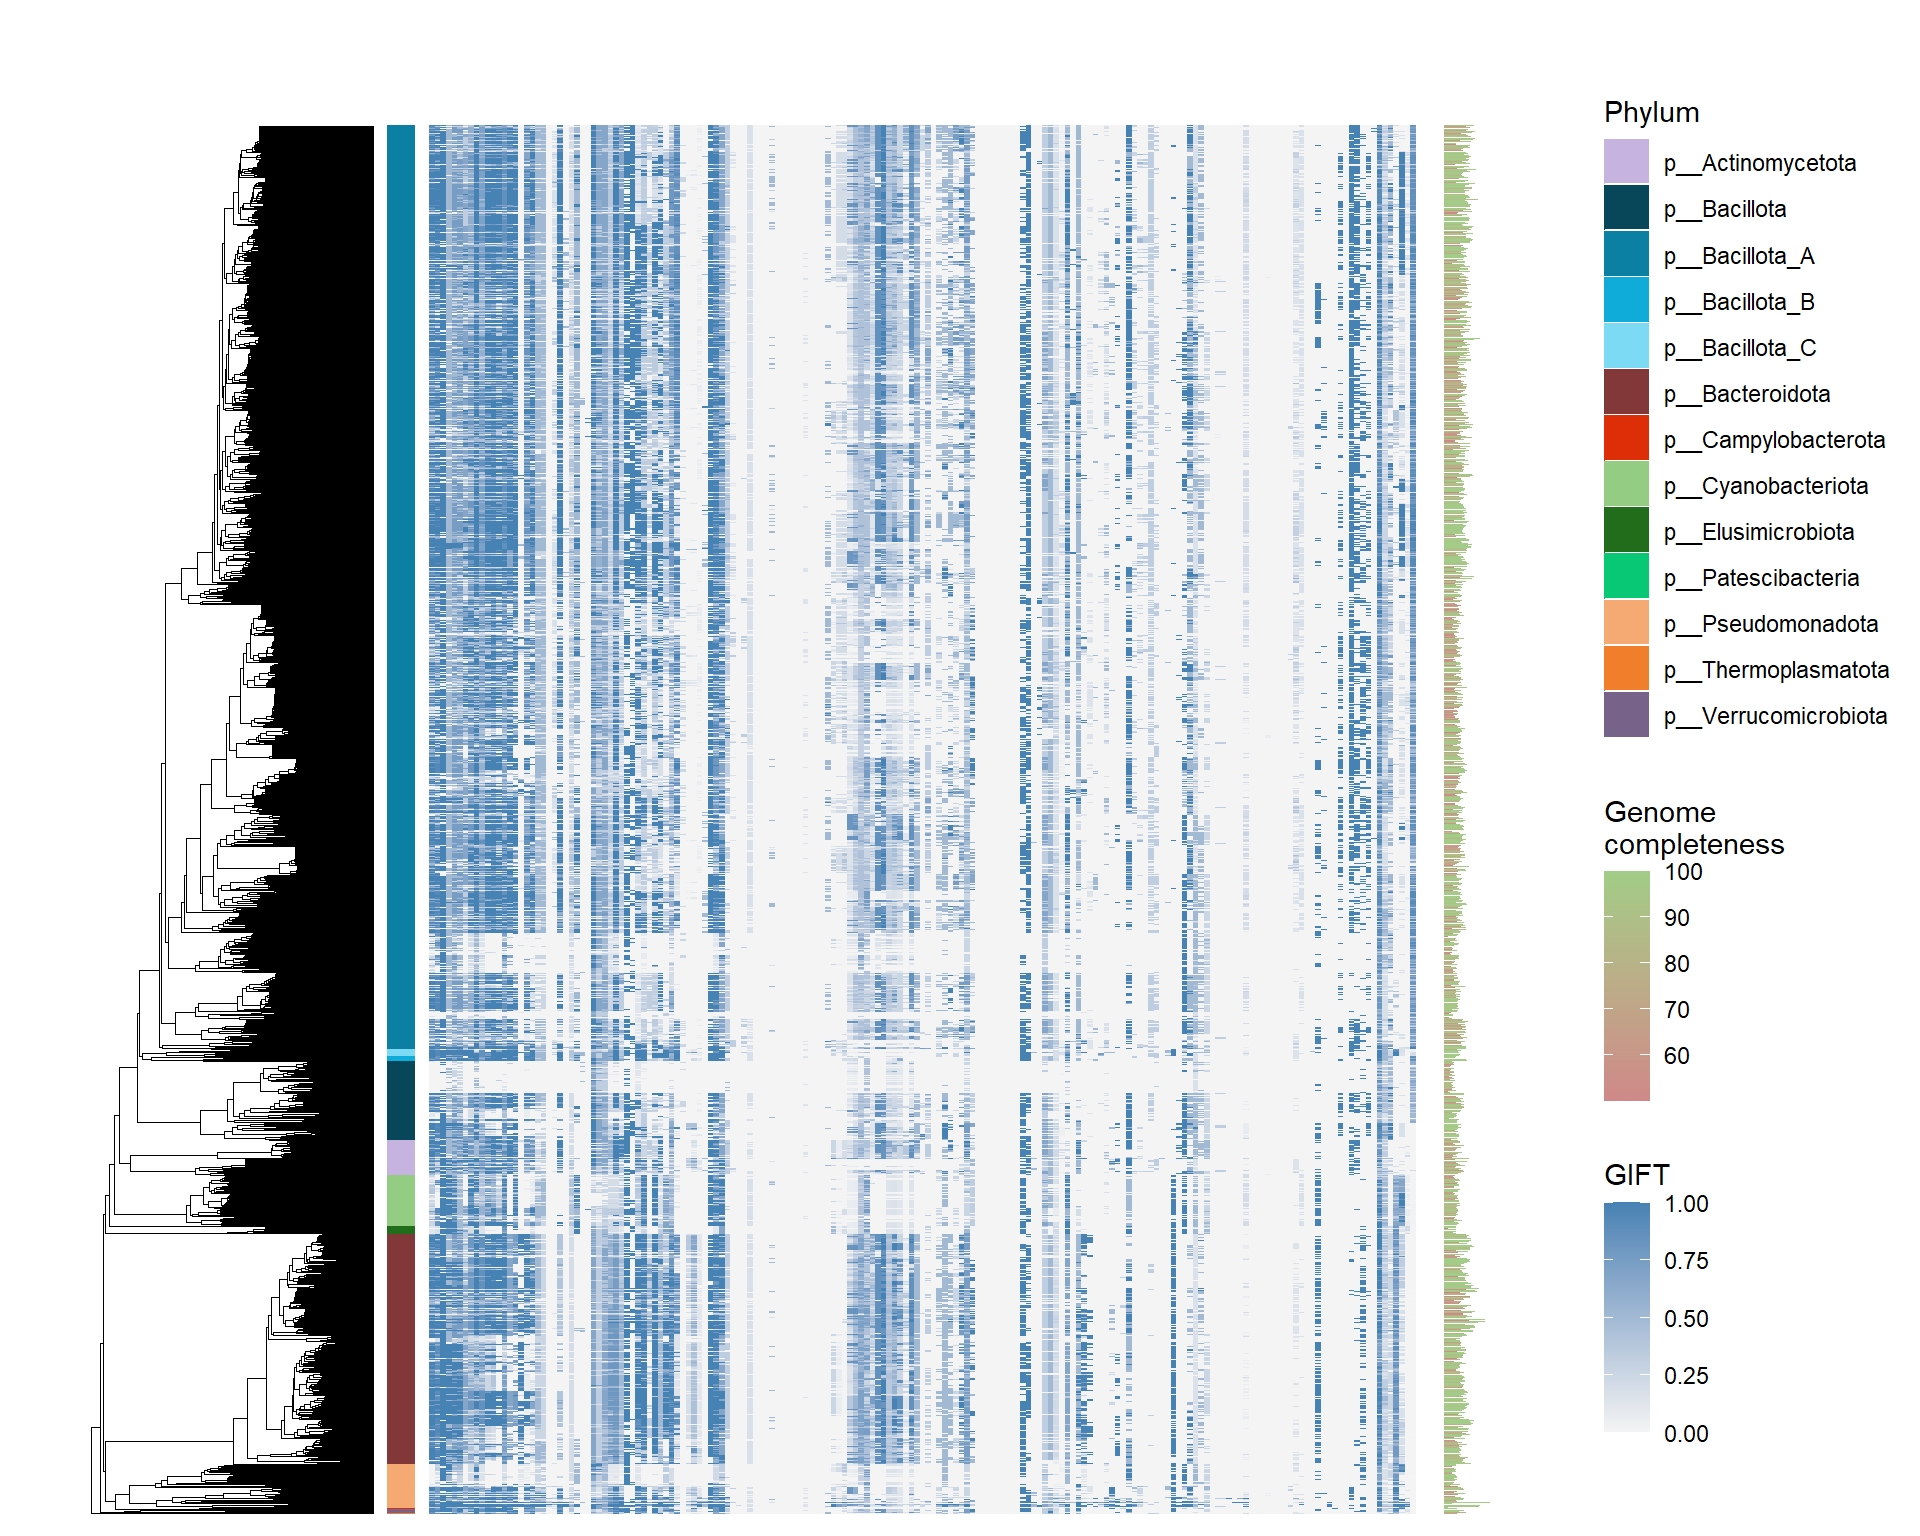 Phylum
p__Actinomycetota
p__Bacillota
p__Bacillota_A
p__Bacillota_B
p__Bacillota_C
p__Bacteroidota
p__Campylobacterota
p__Cyanobacteriota
p__Elusimicrobiota
p__Patescibacteria
p__Pseudomonadota
p__Thermoplasmatota
p__Verrucomicrobiota
Genome
completeness
100
90
80
70
60
GIFT
1.00
0.75
0.50
0.25
0.00